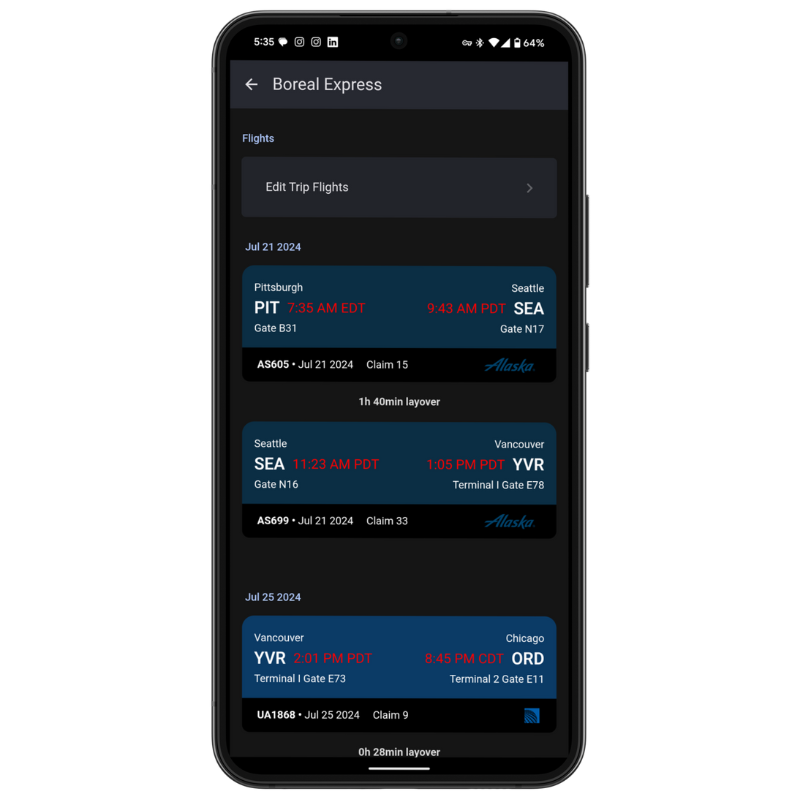 5:35 64%
Boreal Express
Flights
Edit Trip Flights
Jul 21 2024
Pittsburgh Seattle
PIT 7:35 AM EDT 9:43 AM PDT SEA
Gate B31 Gate N17
AS605 • Jul 21 2024 Claim 15 Alaska
1h 40min layover
Seattle Vancouver
SEA 11:23 AM PDT 1:05 PM PDT YVR
Gate N16 Terminal I Gate E78
AS699 • Jul 21 2024 Claim 33 Alaska
Jul 25 2024
Vancouver Chicago
YVR 2:01 PM PDT 8:45 PM CDT ORD
Terminal I Gate E73 Terminal 2 Gate E11
UA1868 • Jul 25 2024 Claim 9
0h 28min layover